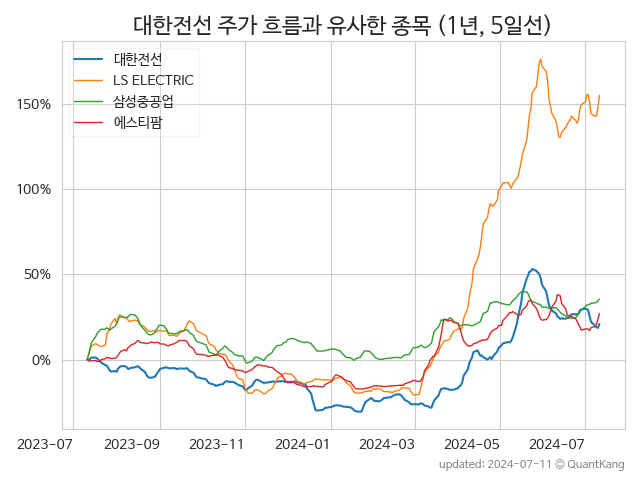 대한전선 주가 흐름과 유사한 종목 (1년, 5일선)
대한전선
LS ELECTRIC
삼성중공업
에스티팜
150%
100%
50%
0%
2023-07 2023-09 2023-11 2024-01 2024-03 2024-05 2024-07
updated: 2024-07-11 © QuantKang